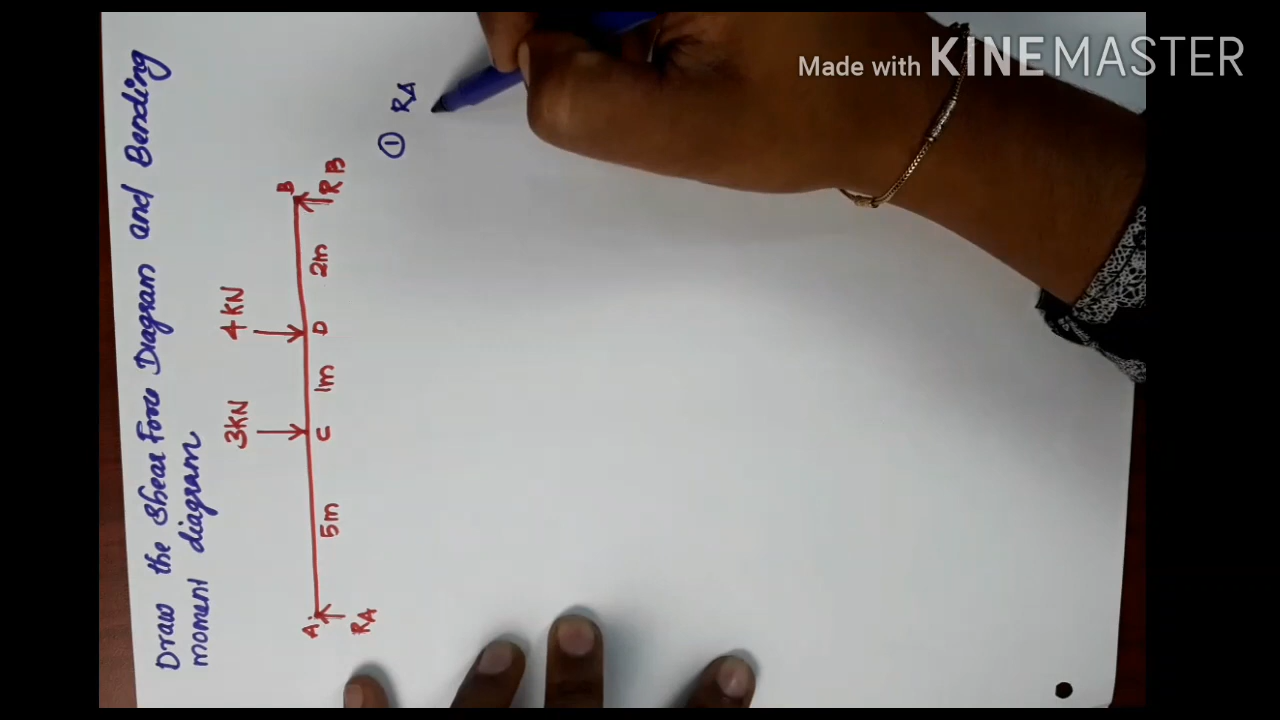 Draw the Shear Force Diagram and Bending
moment diagram
3KN 4KN
A C D B
5m 1m 2m
RA RB
① RA
Made with KINEMASTER